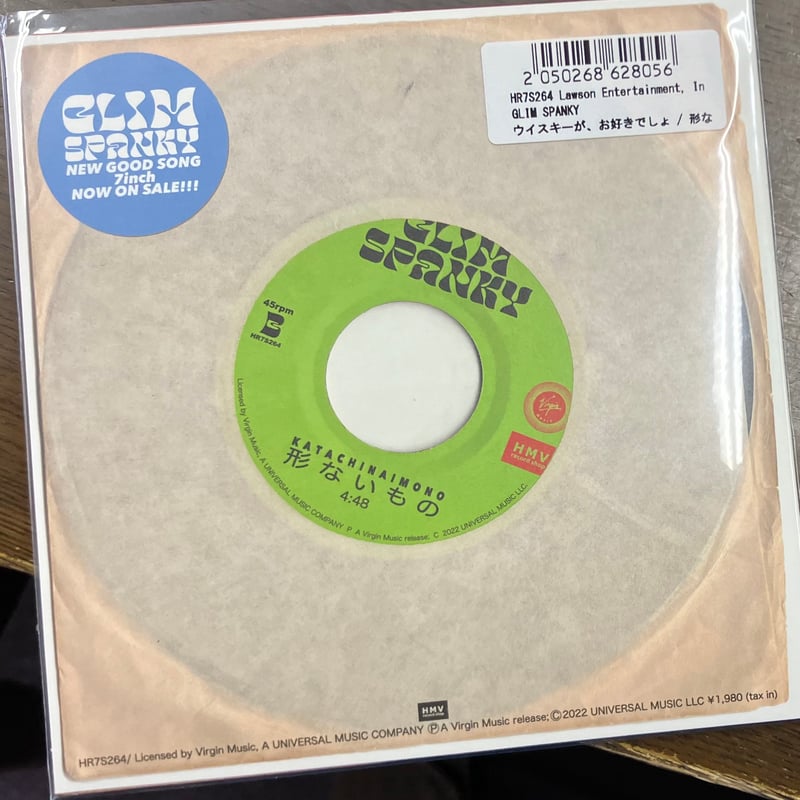 GLIM
SPANKY
NEW GOOD SONG
7inch
NOW ON SALE!!!
2 050268 628056
HR7S264 Lawson Entertainment, In
GLIM SPANKY
ウイスキーが、お好きでしょ / 形な
GLIM
SPANKY
45rpm
B
HR7S264
Virgin
MUSIC
HMV
record shop
KATACHINAIMONO
形ないもの
4:48
Licensed by Virgin Music, A UNIVERSAL MUSIC COMPANY Ⓟ A Virgin Music release; © 2022 UNIVERSAL MUSIC LLC
HMV
record shop
HR7S264/ Licensed by Virgin Music, A UNIVERSAL MUSIC COMPANY ⓅA Virgin Music release;©2022 UNIVERSAL MUSIC LLC ¥1,980 (tax in)